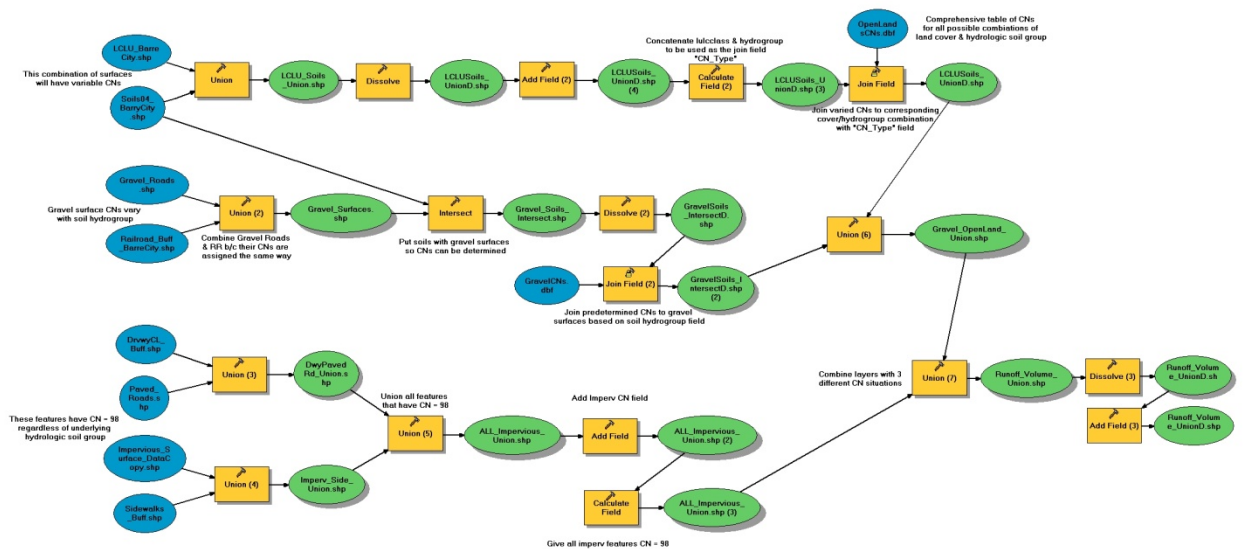 LCLU_Barre
City.shp
This combination of surfaces
will have variable CNs
Soils04_
BarryCity
.shp
Union
LCLU_Soils
_Union.shp
Dissolve
LCLUSoils_
UnionD.shp
Add Field (2)
LCLUSoils_
UnionD.shp
(4)
Concatenate lulcclass & hydrogroup
to be used as the join field
"CN_Type"
Calculate
Field (2)
LCLUSoils_U
nionD.shp (3)
OpenLand
sCNs.dbf
Comprehensive table of CNs
for all possible combiations of
land cover & hydrologic soil group
Join Field
LCLUSoils_
UnionD.shp
Join varied CNs to corresponding
cover/hydrogroup combination
with "CN_Type" field
Gravel_Roads.
shp
Gravel surface CNs vary
with soil hydrogroup
Railroad_Buff
_BarreCity.shp
Union (2)
Combine Gravel Roads
& RR b/c their CNs are
assigned the same way
Gravel_Surfaces.
shp
Intersect
Put soils with gravel surfaces
so CNs can be determined
Gravel_Soils_
Intersect.shp
Dissolve (2)
GravelSoils
_IntersectD.
shp
GravelCNs.
dbf
Join Field (2)
GravelSoils_I
ntersectD.shp
(2)
Join predetermined CNs to gravel
surfaces based on soil hydrogroup field
Union (6)
Gravel_OpenLand_
Union.shp
DrvwyCL_
Buff.shp
Paved_
Roads.s
hp
These features have CN = 98
regardless of underlying
hydrologic soil group
Impervious_S
urface_DataC
opy.shp
Sidewalks
_Buff.shp
Union (3)
DwyPaved
Rd_Union.s
hp
Union (4)
Imperv_Side_
Union.shp
Union all features
that have CN = 98
Union (5)
ALL_Impervious_
Union.shp
Add Imperv CN field
Add Field
ALL_Impervious_
Union.shp (2)
Calculate
Field
ALL_Impervious_
Union.shp (3)
Give all imperv features CN = 98
Combine layers with 3
different CN situations
Union (7)
Runoff_Volume_
Union.shp
Dissolve (3)
Runoff_Volum
e_UnionD.sh
Add Field (3)
Runoff_Volum
e_UnionD.shp